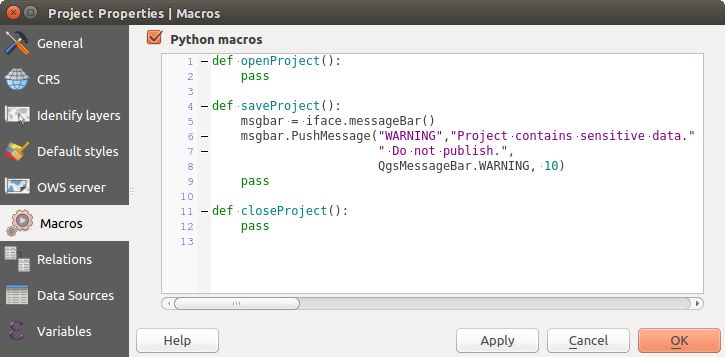 Project Properties | Macros
General
CRS
Identify layers
Default styles
OWS server
Macros
Relations
Data Sources
Variables
Python macros
1 def openProject():
2     pass
3
4 def saveProject():
5     msgbar = iface.messageBar()
6     msgbar.PushMessage("WARNING","Project contains sensitive data."
7                        " Do not publish.",
8                        QgsMessageBar.WARNING, 10)
9     pass
10
11 def closeProject():
12     pass
13
Help
Apply
Cancel
OK